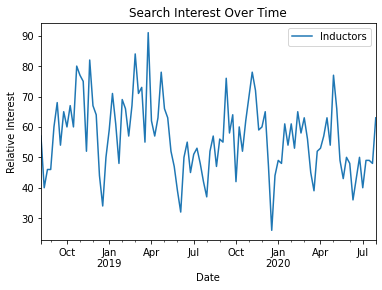 Search Interest Over Time
Inductors
Relative Interest
90
80
70
60
50
40
30
Oct Jan Apr Jul Oct Jan Apr Jul
2019 2020
Date